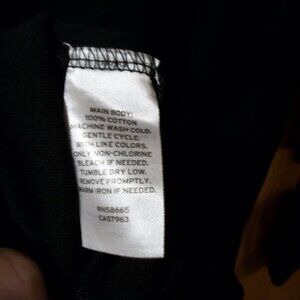 MAIN BODY:
100% COTTON
MACHINE WASH COLD.
GENTLE CYCLE.
WITH LIKE COLORS.
ONLY NON-CHLORINE
BLEACH IF NEEDED.
TUMBLE DRY LOW.
REMOVE PROMPTLY.
WARM IRON IF NEEDED.
RN58665
CA57963